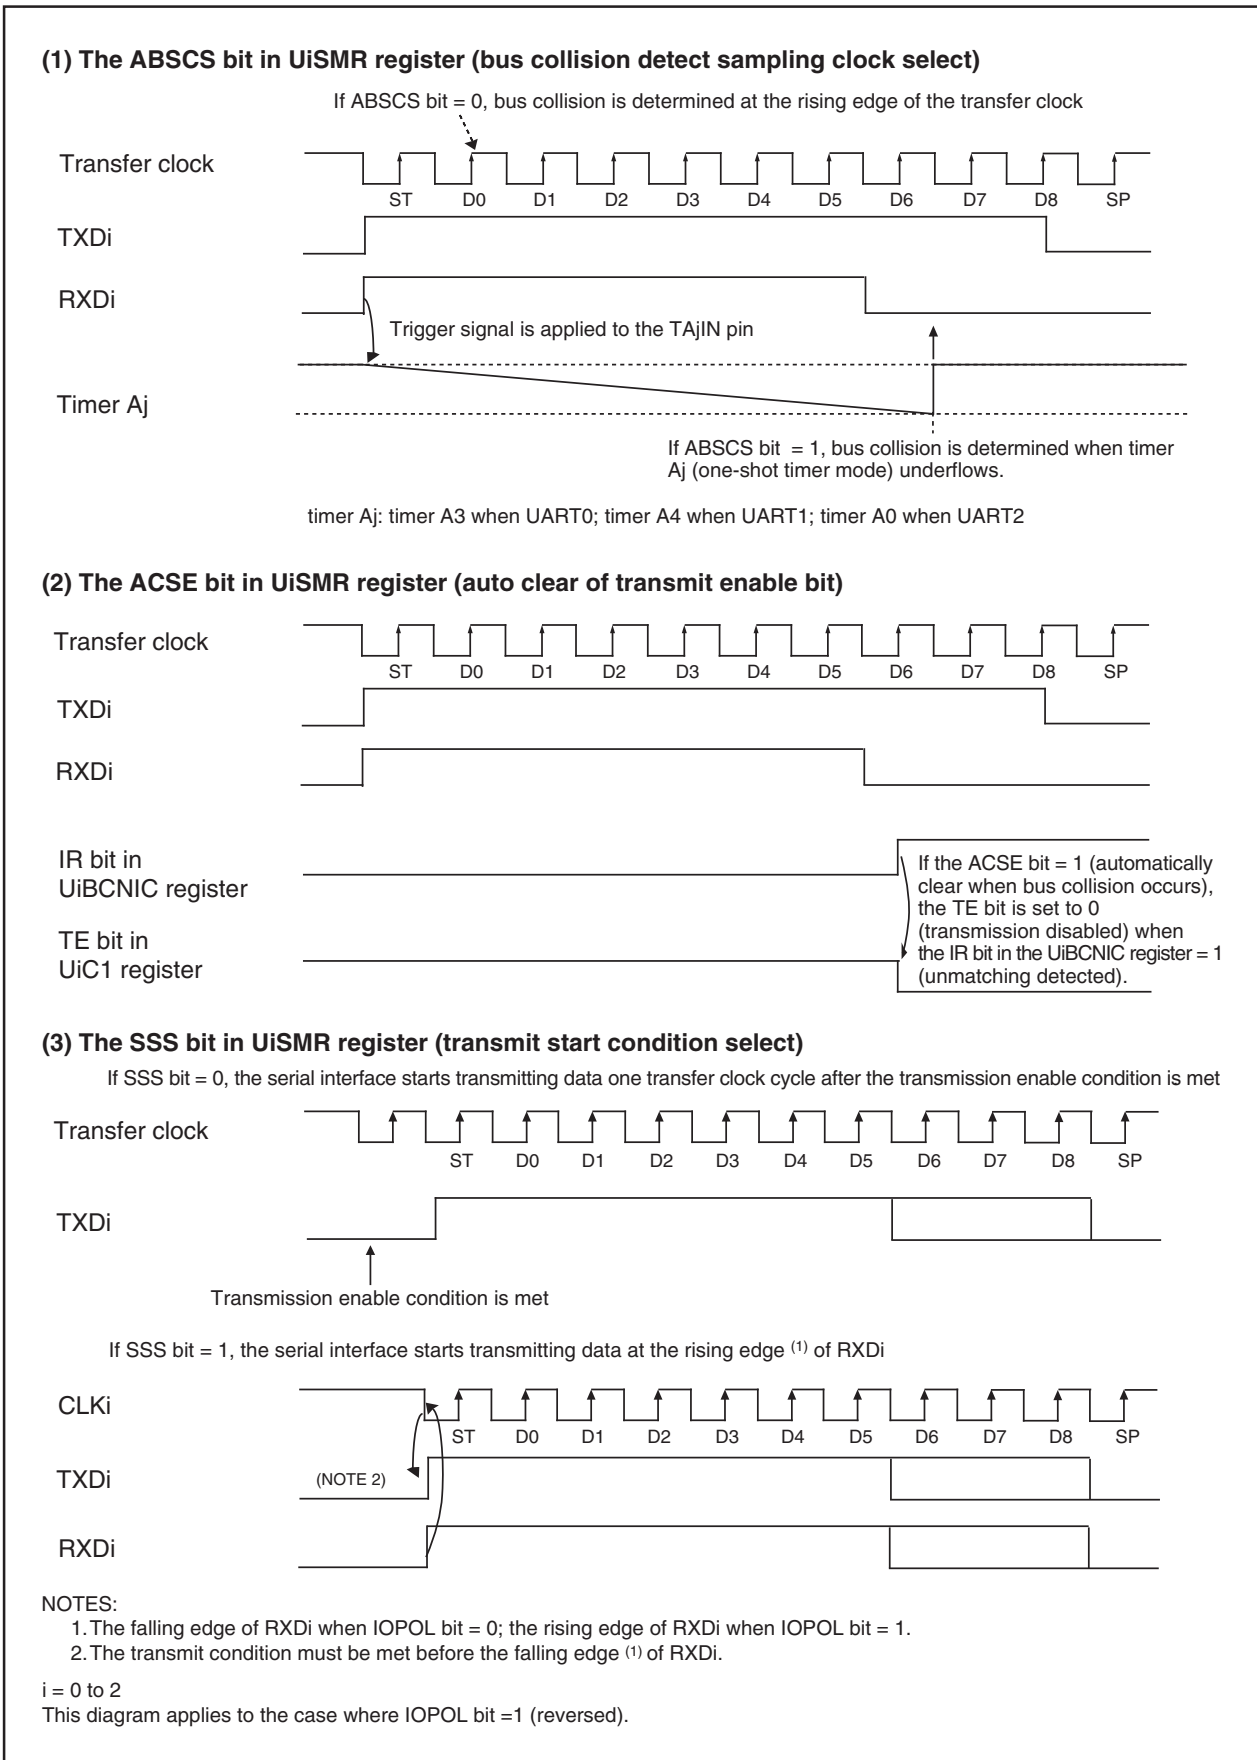 (1) The ABSCS bit in UiSMR register (bus collision detect sampling clock select)
If ABSCS bit = 0, bus collision is determined at the rising edge of the transfer clock
Transfer clock
ST D0 D1 D2 D3 D4 D5 D6 D7 D8 SP
TXDi
RXDi
Trigger signal is applied to the TAjIN pin
Timer Aj
If ABSCS bit = 1, bus collision is determined when timer
Aj (one-shot timer mode) underflows.
timer Aj: timer A3 when UART0; timer A4 when UART1; timer A0 when UART2
(2) The ACSE bit in UiSMR register (auto clear of transmit enable bit)
Transfer clock
ST D0 D1 D2 D3 D4 D5 D6 D7 D8 SP
TXDi
RXDi
IR bit in
UiBCNIC register
If the ACSE bit = 1 (automatically
clear when bus collision occurs),
the TE bit is set to 0
(transmission disabled) when
the IR bit in the UiBCNIC register = 1
(unmatching detected).
TE bit in
UiC1 register
(3) The SSS bit in UiSMR register (transmit start condition select)
If SSS bit = 0, the serial interface starts transmitting data one transfer clock cycle after the transmission enable condition is met
Transfer clock
ST D0 D1 D2 D3 D4 D5 D6 D7 D8 SP
TXDi
Transmission enable condition is met
If SSS bit = 1, the serial interface starts transmitting data at the rising edge (1) of RXDi
CLKi
ST D0 D1 D2 D3 D4 D5 D6 D7 D8 SP
TXDi
(NOTE 2)
RXDi
NOTES:
1. The falling edge of RXDi when IOPOL bit = 0; the rising edge of RXDi when IOPOL bit = 1.
2. The transmit condition must be met before the falling edge (1) of RXDi.
i = 0 to 2
This diagram applies to the case where IOPOL bit =1 (reversed).